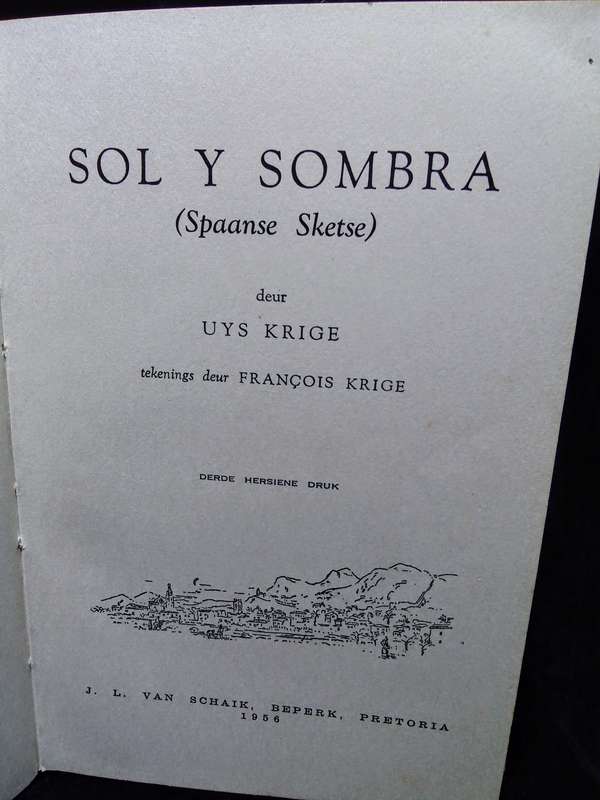 SOL Y SOMBRA
(Spaanse Sketse)
deur
UYS KRIGE
tekenings deur FRANÇOIS KRIGE
DERDE HERSIENE DRUK
J. L. VAN SCHAIK, BEPERK, PRETORIA
1956